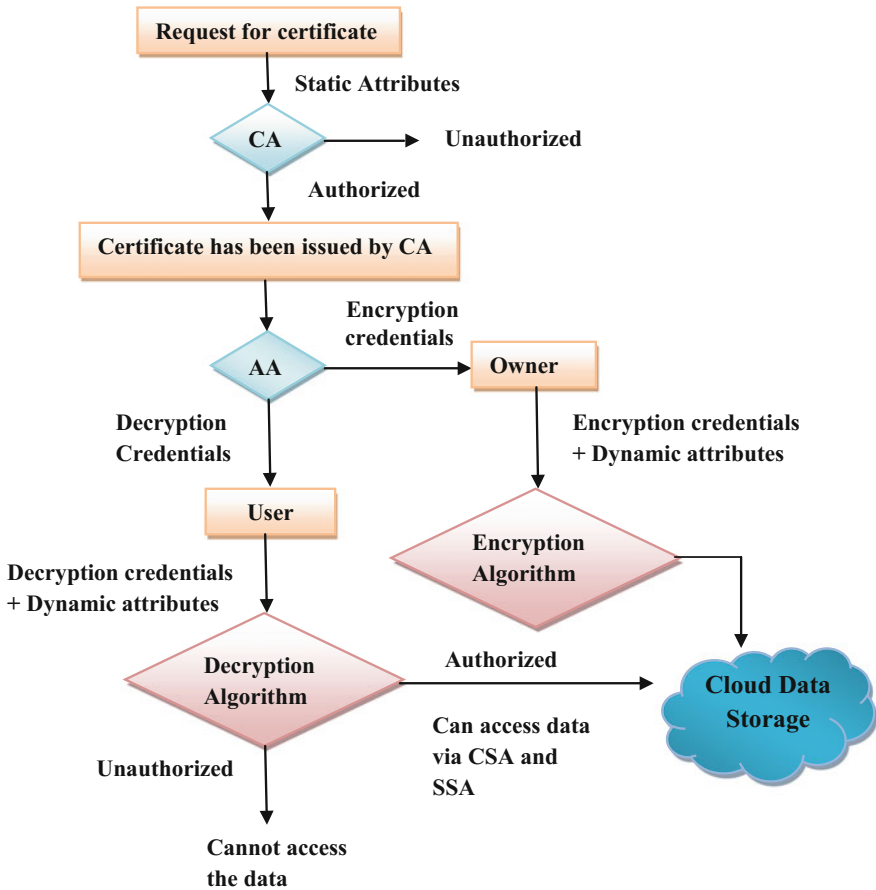 Request for certificate
Static Attributes
CA
Unauthorized
Authorized
Certificate has been issued by CA
Encryption
credentials
AA
Owner
Decryption
Credentials
Encryption credentials
+ Dynamic attributes
User
Encryption
Algorithm
Decryption credentials
+ Dynamic attributes
Decryption
Algorithm
Authorized
Cloud Data
Storage
Can access data
via CSA and
SSA
Unauthorized
Cannot access
the data